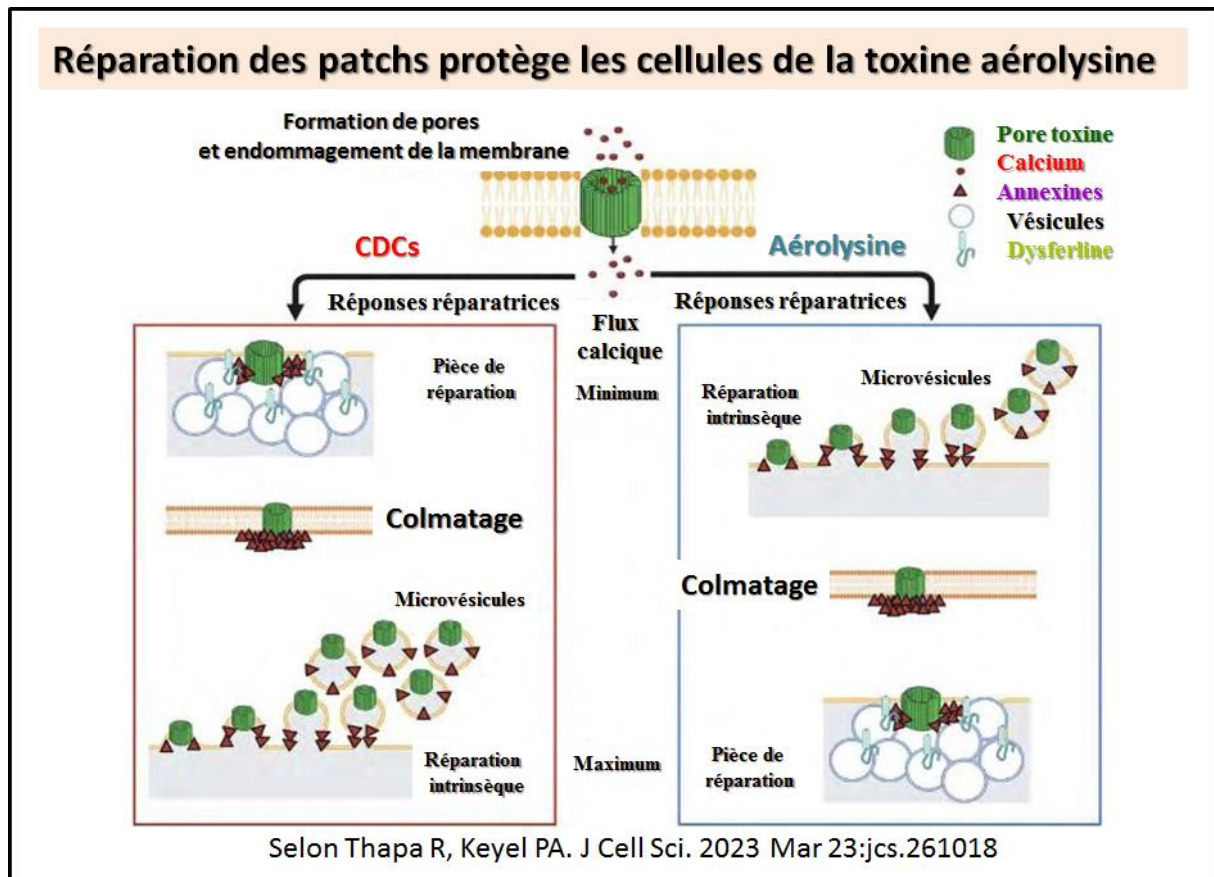 Réparation des patchs protège les cellules de la toxine aérolysine
Formation de pores
et endommagement de la membrane
Pore toxine
Calcium
Annexines
Vésicules
Dysferline
CDCs
Aérolysine
Réponses réparatrices
Réponses réparatrices
Flux
calcique
Minimum
Maximum
Pièce de
réparation
Colmatage
Microvésicules
Réparation
intrinsèque
Microvésicules
Réparation
intrinsèque
Colmatage
Pièce de
réparation
Selon Thapa R, Keyel PA. J Cell Sci. 2023 Mar 23:jcs.261018